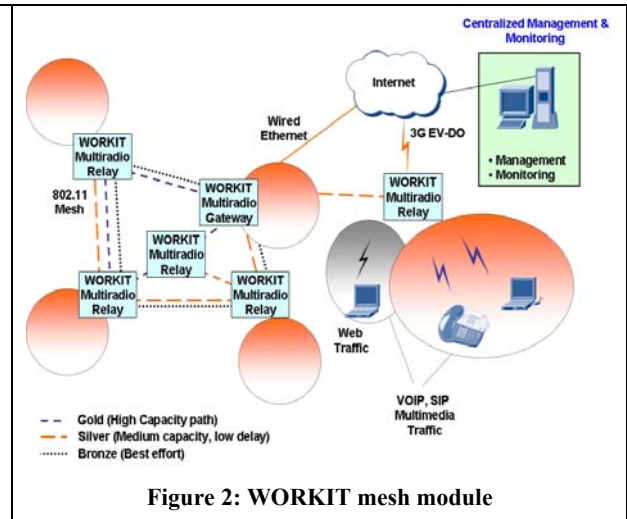 Centralized Management &
Monitoring
Internet
Wired
Ethernet
3G EV-DO
• Management
• Monitoring
WORKIT
Multiradio
Relay
802.11
Mesh
WORKIT
Multiradio
Gateway
WORKIT
Multiradio
Relay
WORKIT
Multiradio
Relay
WORKIT
Multiradio
Relay
WORKIT
Multiradio
Relay
Web
Traffic
VOIP, SIP
Multimedia
Traffic
Gold (High Capacity path)
Silver (Medium capacity, low delay)
Bronze (Best effort)
Figure 2: WORKIT mesh module